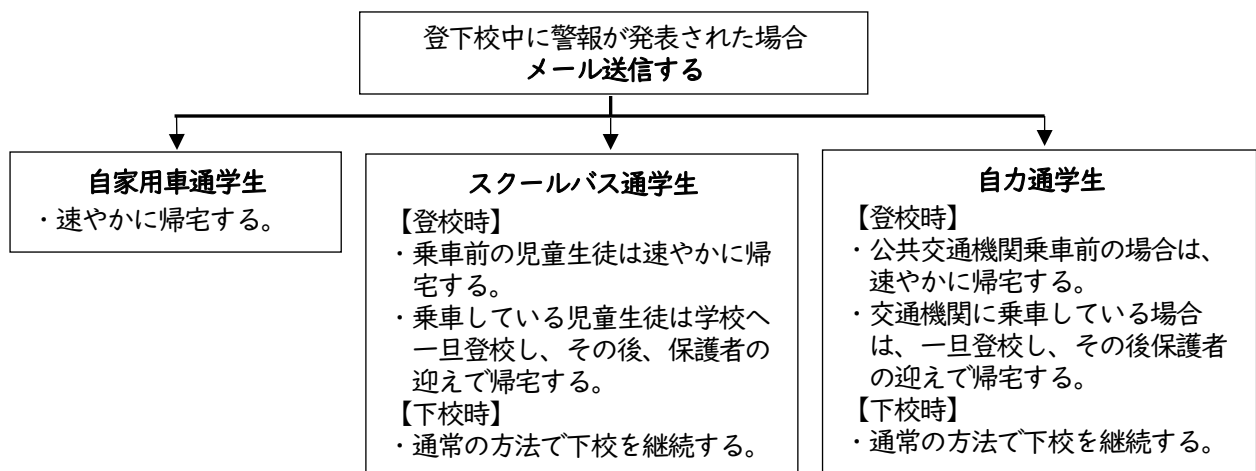 登下校中に警報が発表された場合
メール送信する
自家用車通学生
・速やかに帰宅する。
スクールバス通学生
【登校時】
・乗車前の児童生徒は速やかに帰
宅する。
・乗車している児童生徒は学校へ
一旦登校し、その後、保護者の
迎えで帰宅する。
【下校時】
・通常の方法で下校を継続する。
自力通学生
【登校時】
・公共交通機関乗車前の場合は、
速やかに帰宅する。
・交通機関に乗車している場合
は、一旦登校し、その後保護者
の迎えで帰宅する。
【下校時】
・通常の方法で下校を継続する。